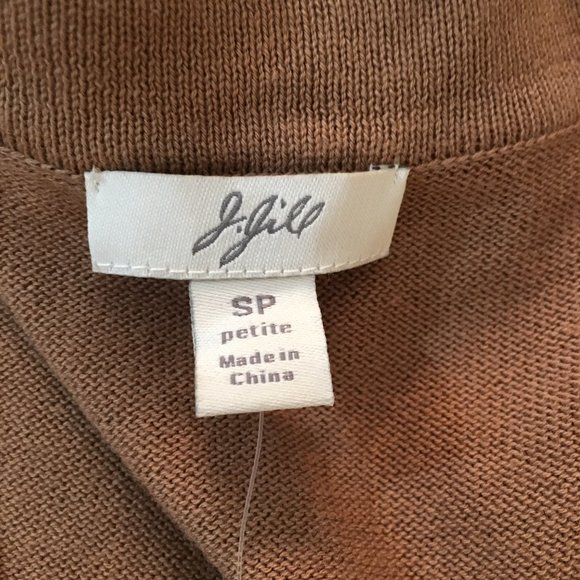 J.Jill
SP
petite
Made in
China